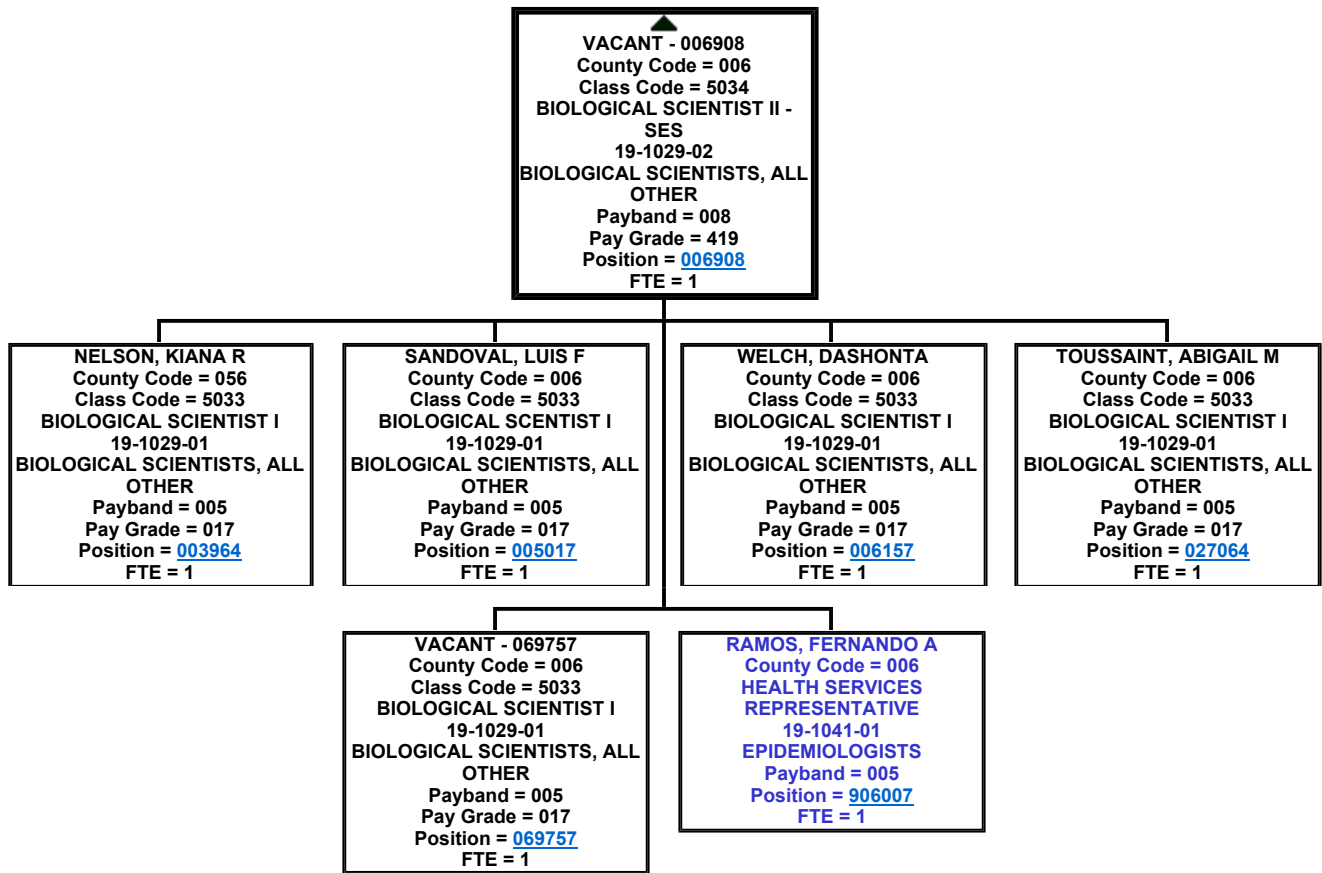 VACANT - 006908
County Code = 006
Class Code = 5034
BIOLOGICAL SCIENTIST II -
SES
19-1029-02
BIOLOGICAL SCIENTISTS, ALL
OTHER
Payband = 008
Pay Grade = 419
Position = 006908
FTE = 1
NELSON, KIANA R
County Code = 056
Class Code = 5033
BIOLOGICAL SCIENTIST I
19-1029-01
BIOLOGICAL SCIENTISTS, ALL
OTHER
Payband = 005
Pay Grade = 017
Position = 003964
FTE = 1
SANDOVAL, LUIS F
County Code = 006
Class Code = 5033
BIOLOGICAL SCENTIST I
19-1029-01
BIOLOGICAL SCIENTISTS, ALL
OTHER
Payband = 005
Pay Grade = 017
Position = 005017
FTE = 1
WELCH, DASHONTA
County Code = 006
Class Code = 5033
BIOLOGICAL SCIENTIST I
19-1029-01
BIOLOGICAL SCIENTISTS, ALL
OTHER
Payband = 005
Pay Grade = 017
Position = 006157
FTE = 1
TOUSSAINT, ABIGAIL M
County Code = 006
Class Code = 5033
BIOLOGICAL SCIENTIST I
19-1029-01
BIOLOGICAL SCIENTISTS, ALL
OTHER
Payband = 005
Pay Grade = 017
Position = 027064
FTE = 1
VACANT - 069757
County Code = 006
Class Code = 5033
BIOLOGICAL SCIENTIST I
19-1029-01
BIOLOGICAL SCIENTISTS, ALL
OTHER
Payband = 005
Pay Grade = 017
Position = 069757
FTE = 1
RAMOS, FERNANDO A
County Code = 006
HEALTH SERVICES
REPRESENTATIVE
19-1041-01
EPIDEMIOLOGISTS
Payband = 005
Position = 906007
FTE = 1